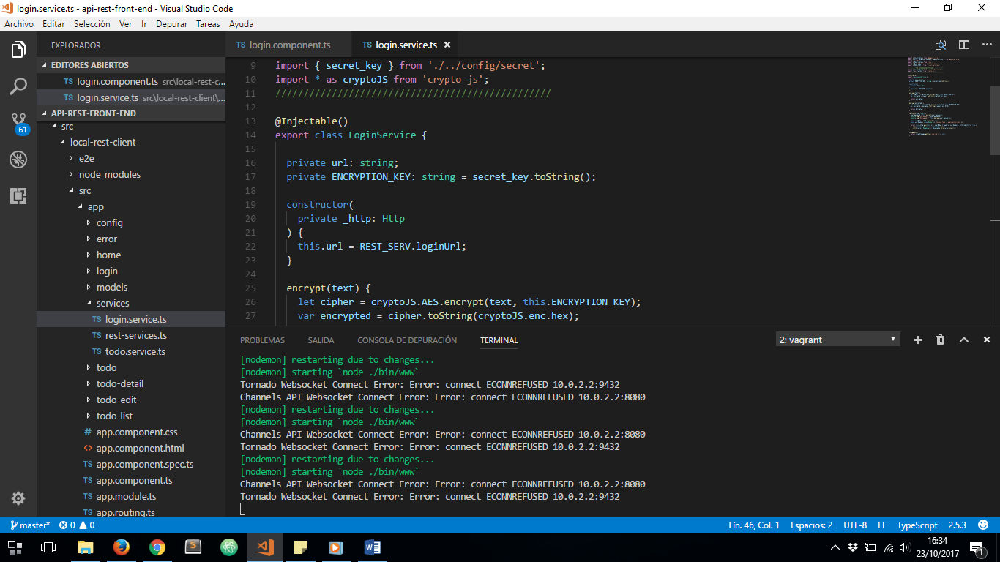 login.service.ts - api-rest-front-end - Visual Studio Code
Archivo Editar Selección Ver Ir Depurar Tareas Ayuda
EXPLORADOR
EDITORES ABIERTOS
TS login.component.ts src\local-rest-c...
TS login.service.ts src\local-rest-client\...
API-REST-FRONT-END
src
local-rest-client
e2e
node_modules
src
app
config
error
home
login
models
services
TS login.service.ts
TS rest-services.ts
TS todo.service.ts
todo
todo-detail
todo-edit
todo-list
# app.component.css
<> app.component.html
TS app.component.spec.ts
TS app.component.ts
TS app.module.ts
TS app.routing.ts
61
TS login.component.ts TS login.service.ts
9 import { secret_key } from './../config/secret';
10 import * as cryptoJS from 'crypto-js';
11 /////////////////////////////////////////////////
12
13 @Injectable()
14 export class LoginService {
15
16 private url: string;
17 private ENCRYPTION_KEY: string = secret_key.toString();
18
19 constructor(
20 private _http: Http
21 ) {
22 this.url = REST_SERV.loginUrl;
23 }
24
25 encrypt(text) {
26 let cipher = cryptoJS.AES.encrypt(text, this.ENCRYPTION_KEY);
27 var encrypted = cipher.toString(cryptoJS.enc.hex);
PROBLEMAS SALIDA CONSOLA DE DEPURACIÓN TERMINAL 2: vagrant
[nodemon] restarting due to changes...
[nodemon] starting `node ./bin/www`
Tornado Websocket Connect Error: Error: connect ECONNREFUSED 10.0.2.2:9432
Channels API Websocket Connect Error: Error: connect ECONNREFUSED 10.0.2.2:8080
[nodemon] restarting due to changes...
[nodemon] starting `node ./bin/www`
Channels API Websocket Connect Error: Error: connect ECONNREFUSED 10.0.2.2:8080
Tornado Websocket Connect Error: Error: connect ECONNREFUSED 10.0.2.2:9432
[nodemon] restarting due to changes...
[nodemon] starting `node ./bin/www`
Channels API Websocket Connect Error: Error: connect ECONNREFUSED 10.0.2.2:8080
Tornado Websocket Connect Error: Error: connect ECONNREFUSED 10.0.2.2:9432
master* 0 0 Lín. 46, Col. 1 Espacios: 2 UTF-8 LF TypeScript 2.5.3
16:34
23/10/2017
1